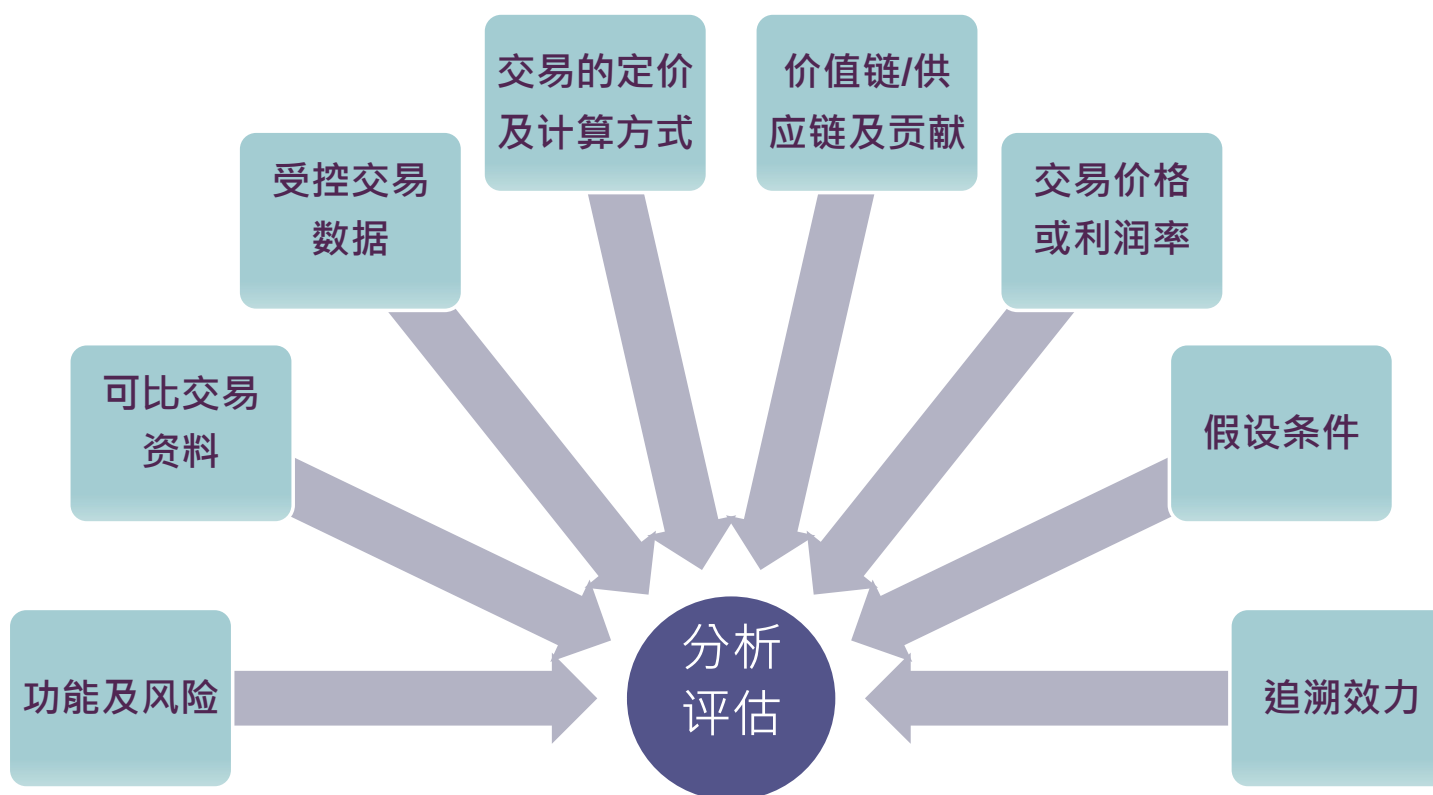 交易的定价
及计算方式
价值链/供
应链及贡献
受控交易
数据
交易价格
或利润率
可比交易
资料
假设条件
功能及风险
分析
评估
追溯效力